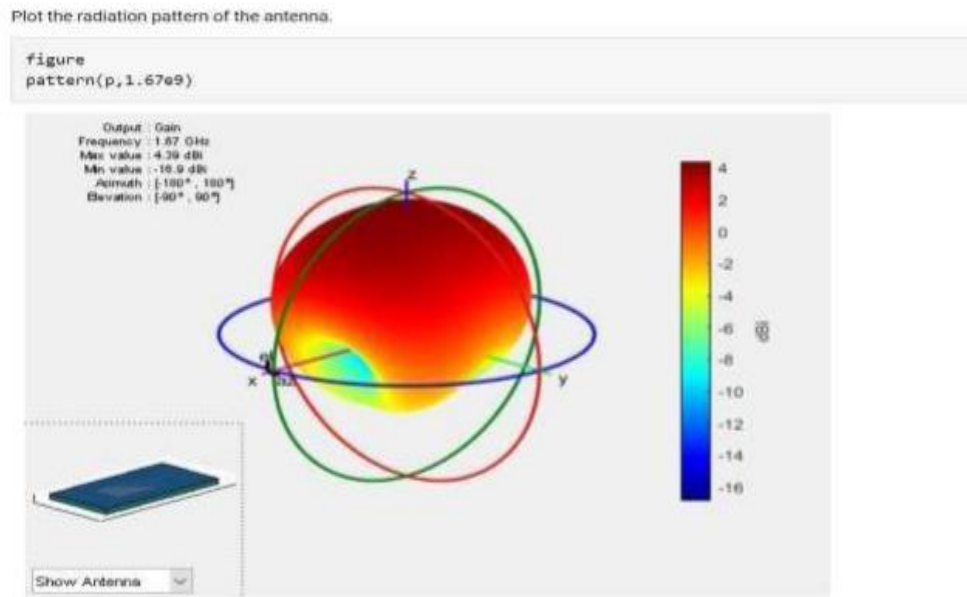 Plot the radiation pattern of the antenna.
figure
pattern(p,1.67e9)
Output : Gain
Frequency : 1.67 GHz
Max value : 4.39 dBi
Min value : -16.9 dBi
Azimuth : [-180° , 180°]
Elevation : [-90° , 90°]
z
x
az
el
y
4
2
0
-2
-4
-6
-8
-10
-12
-14
-16
dBi
Show Antenna